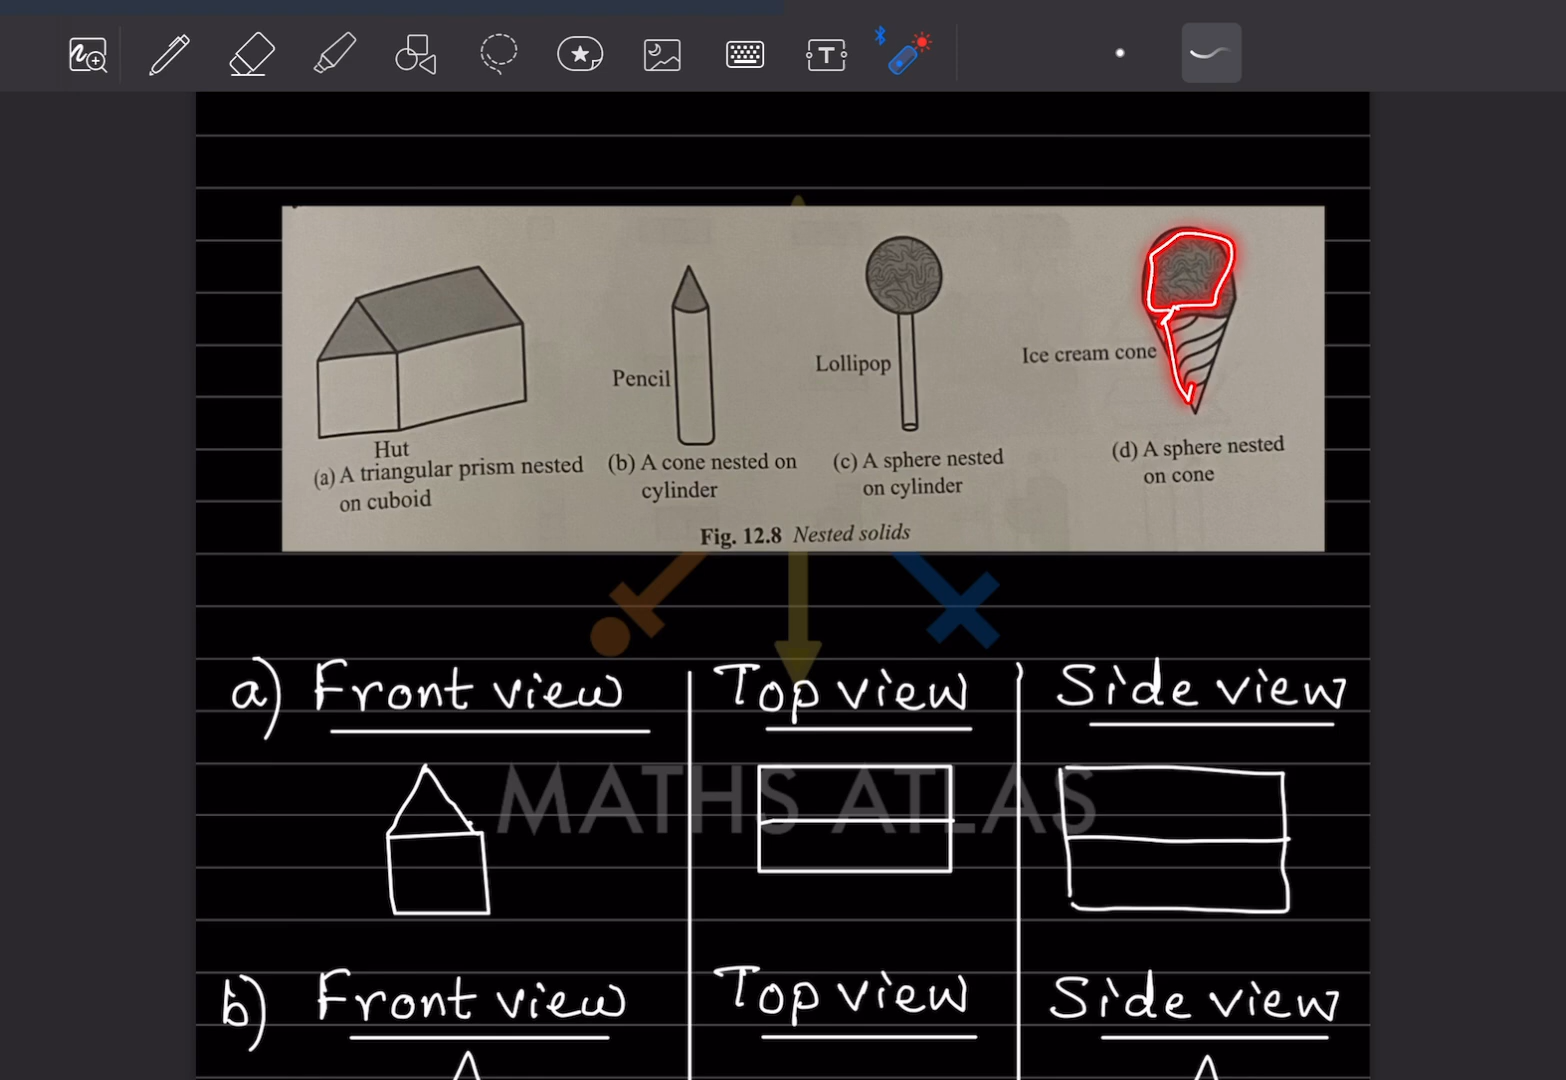 Pencil
Lollipop
Ice cream cone
Hut
(a) A triangular prism nested
on cuboid
(b) A cone nested on
cylinder
(c) A sphere nested
on cylinder
(d) A sphere nested
on cone
Fig. 12.8 Nested solids
a) Front view
Top view
Side view
MATHS ATLAS
b) Front view
Top view
Side view